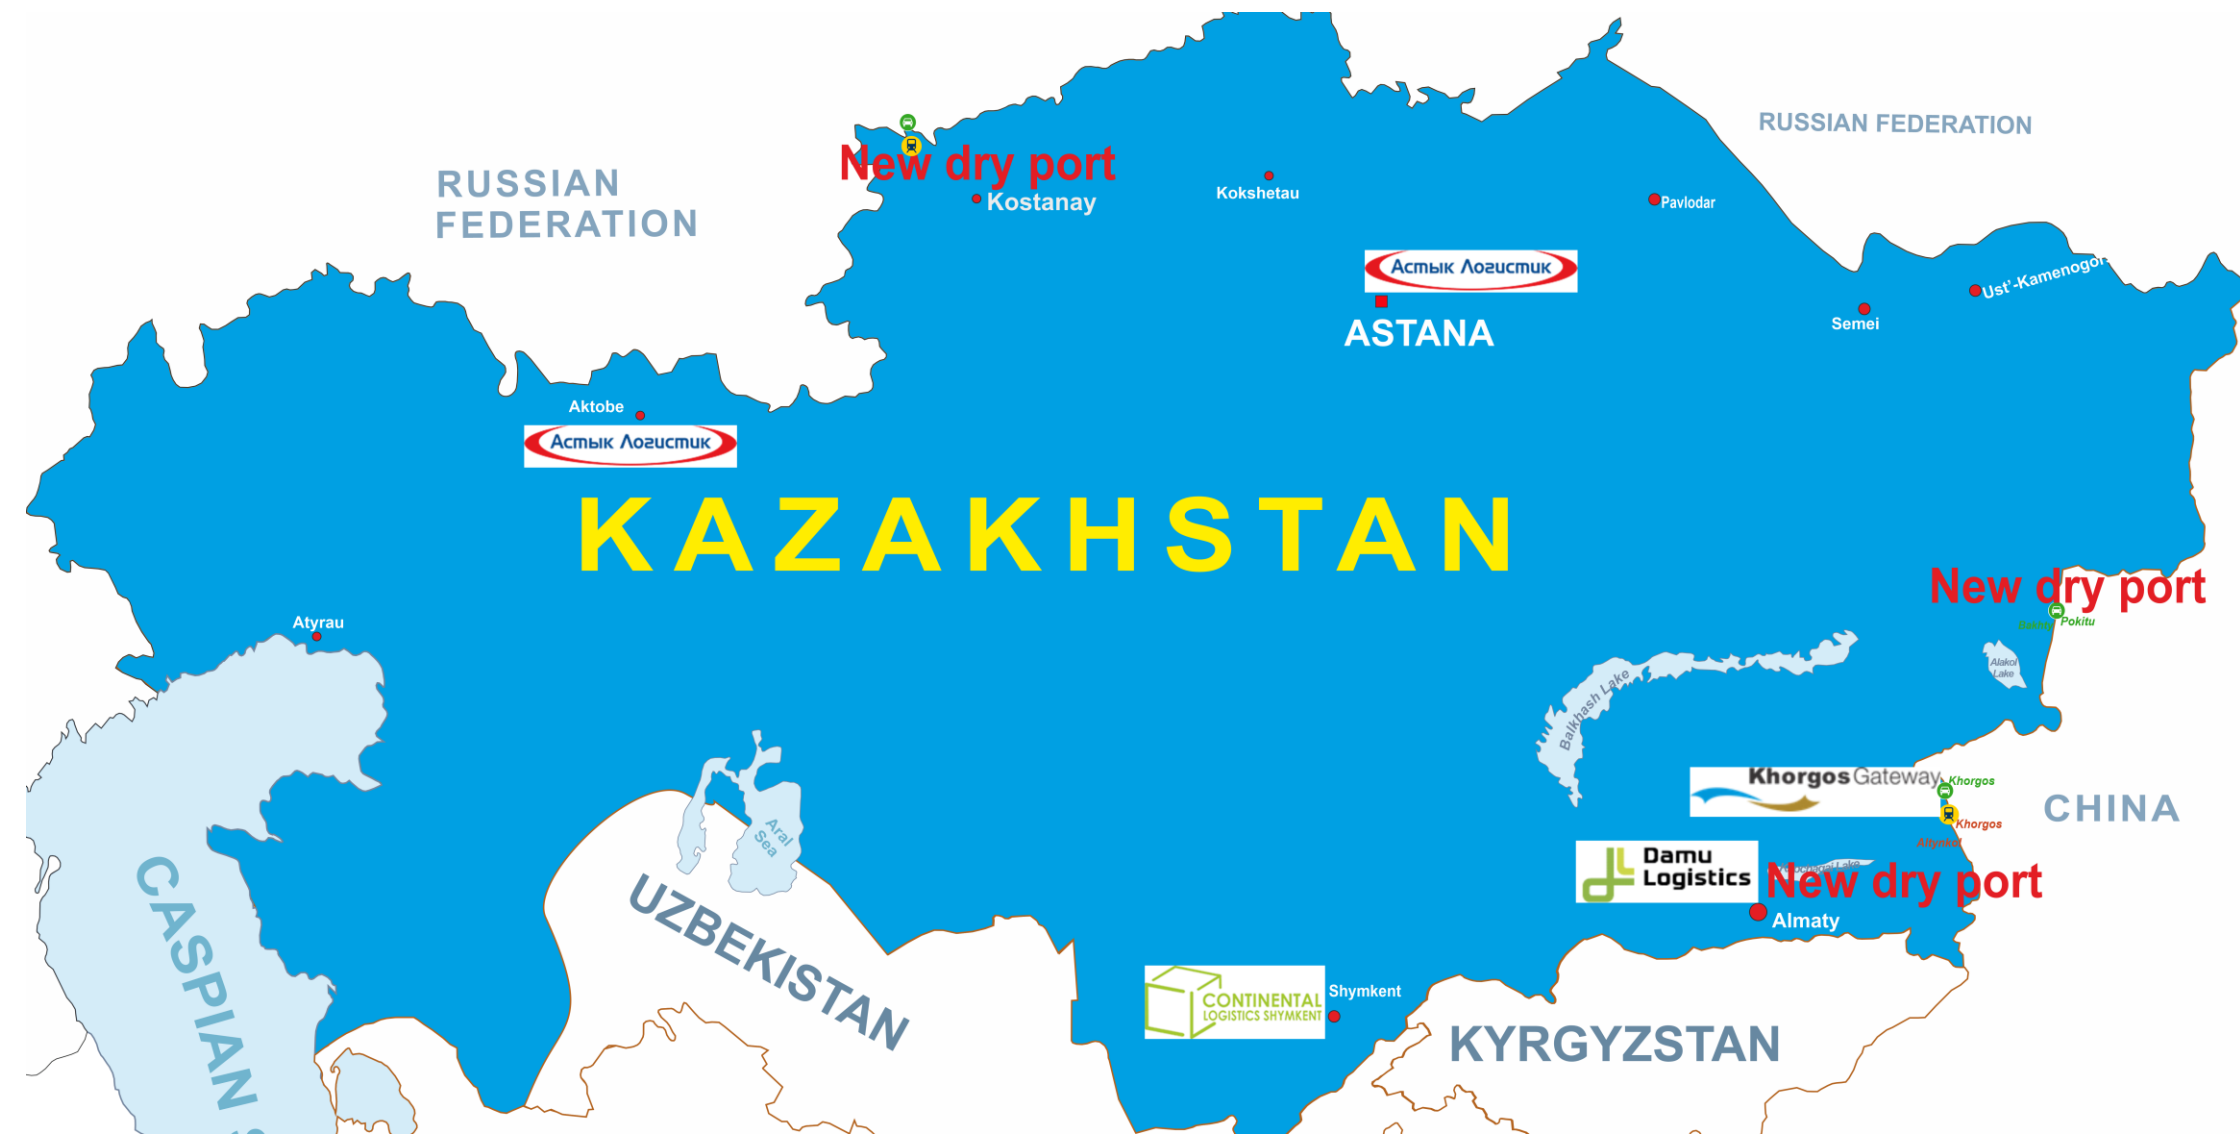 RUSSIAN FEDERATION
New dry port
RUSSIAN
FEDERATION
Kostanay
Kokshetau
Pavlodar
Астык Логистик
ASTANA
Semei
Aktobe
Астык Логистик
KAZAKHSTAN
New dry port
Pokitu
Atyrau
Balkhash Lake
Alakol
Lake
Khorgos Gateway
Khorgos
CHINA
Khorgos
Altynkol
Aral
Sea
Damu
Logistics
New dry port
Lake
Almaty
UZBEKISTAN
CASPIAN
CONTINENTAL
LOGISTICS SHYMKENT
Shymkent
KYRGYZSTAN